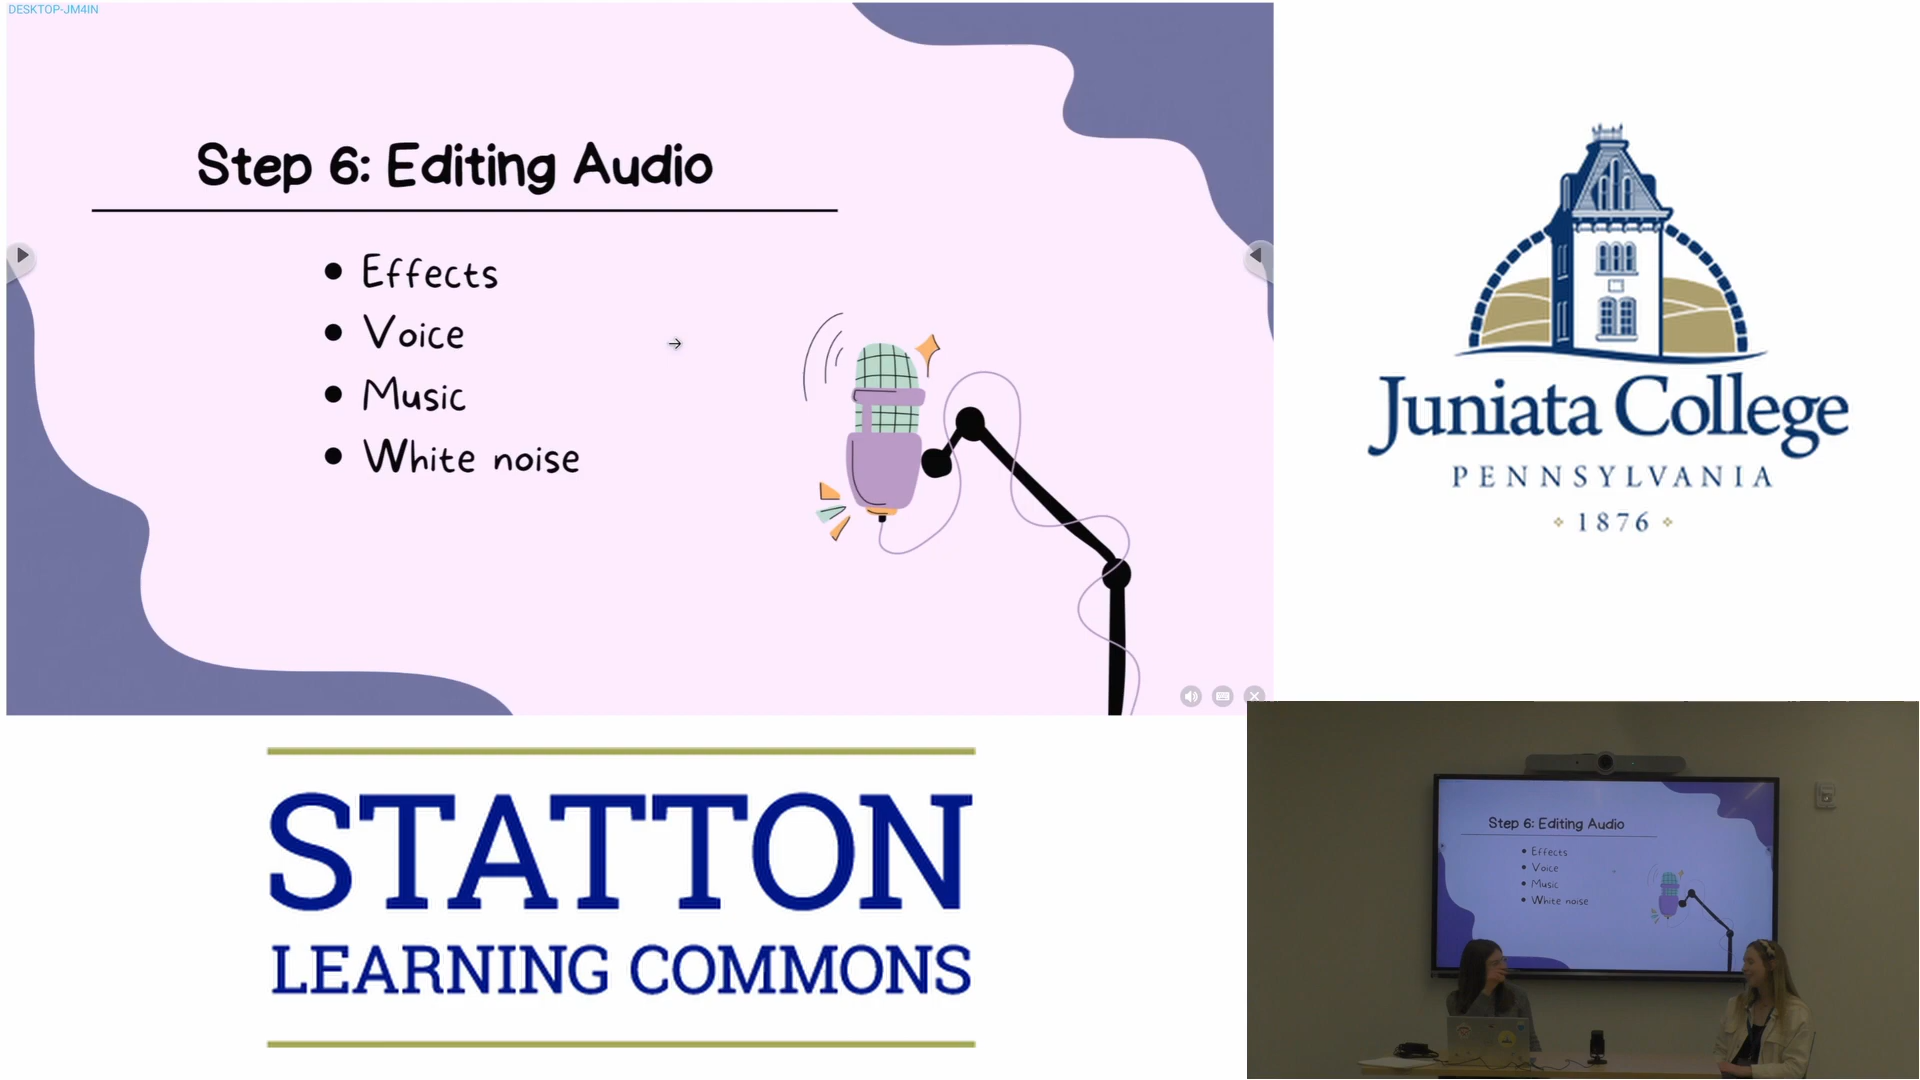 DESKTOP-JM4IN
Step 6: Editing Audio
• Effects
• Voice
• Music
• White noise
Juniata College
PENNSYLVANIA
1876
STATTON
LEARNING COMMONS
Step 6: Editing Audio
• Effects
• Voice
• Music
• White noise